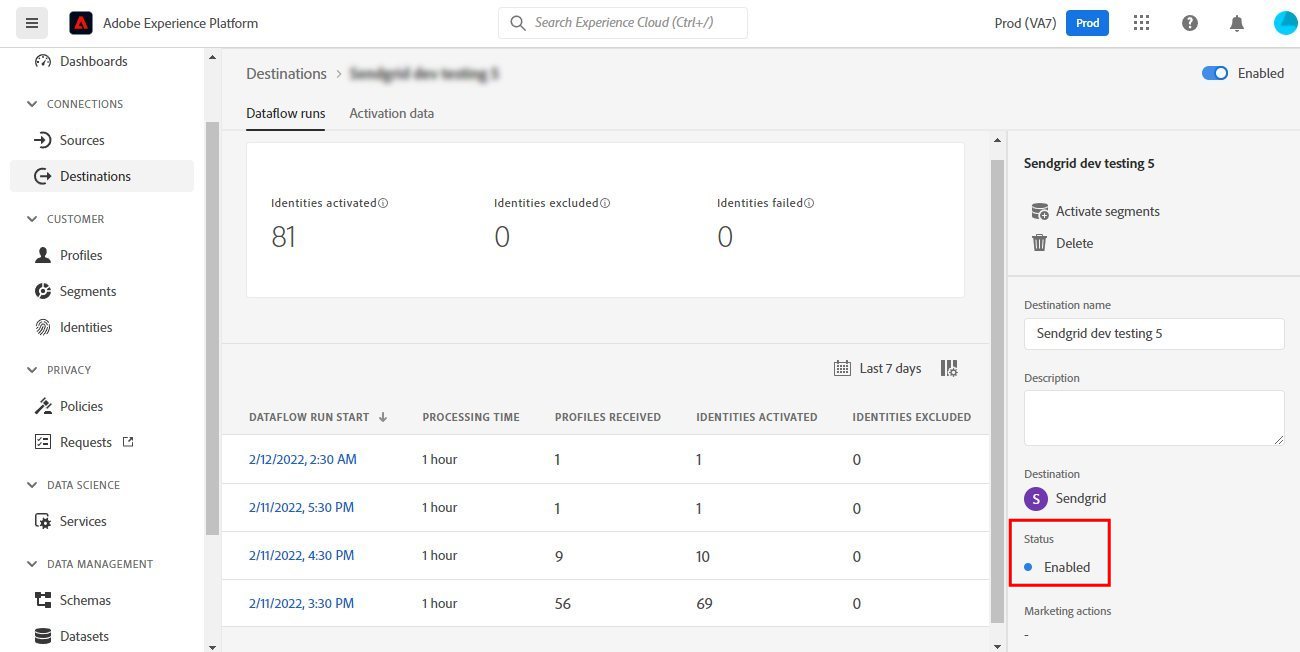 Adobe Experience Platform
Search Experience Cloud (Ctrl+/)
Prod (VA7)
Prod
Dashboards
CONNECTIONS
Sources
Destinations
CUSTOMER
Profiles
Segments
Identities
PRIVACY
Policies
Requests
DATA SCIENCE
Services
DATA MANAGEMENT
Schemas
Datasets
Destinations > Sendgrid dev testing 5
Enabled
Dataflow runs Activation data
Identities activated Identities excluded Identities failed
81 0 0
Last 7 days
DATAFLOW RUN START PROCESSING TIME PROFILES RECEIVED IDENTITIES ACTIVATED IDENTITIES EXCLUDED
2/12/2022, 2:30 AM 1 hour 1 1 0
2/11/2022, 5:30 PM 1 hour 1 1 0
2/11/2022, 4:30 PM 1 hour 9 10 0
2/11/2022, 3:30 PM 1 hour 56 69 0
Sendgrid dev testing 5
Activate segments
Delete
Destination name
Sendgrid dev testing 5
Description
Destination
S Sendgrid
Status
Enabled
Marketing actions
-